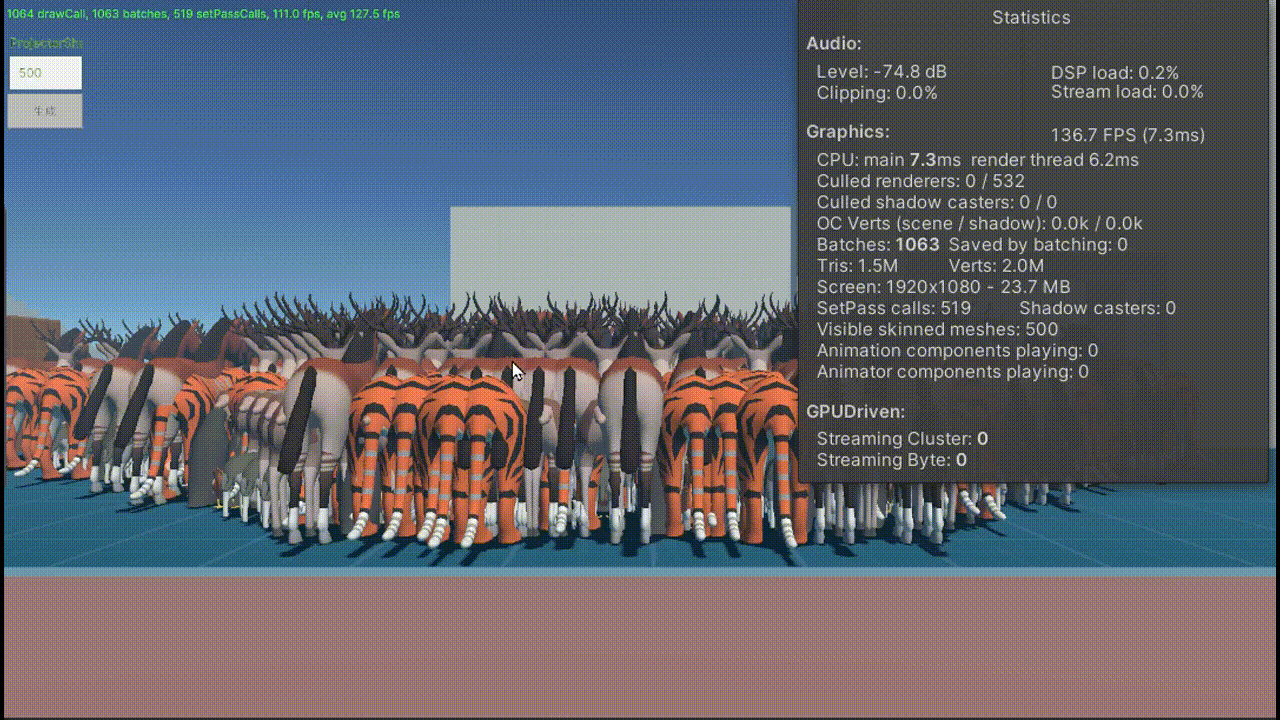 1064 drawCall, 1063 batches, 519 setPassCalls, 111.0 fps, avg 127.5 fps
ProjectorSha
500
生成
Statistics
Audio:
Level: -74.8 dB
DSP load: 0.2%
Clipping: 0.0%
Stream load: 0.0%
Graphics:
136.7 FPS (7.3ms)
CPU: main 7.3ms render thread 6.2ms
Culled renderers: 0 / 532
Culled shadow casters: 0 / 0
OC Verts (scene / shadow): 0.0k / 0.0k
Batches: 1063 Saved by batching: 0
Tris: 1.5M Verts: 2.0M
Screen: 1920x1080 - 23.7 MB
SetPass calls: 519 Shadow casters: 0
Visible skinned meshes: 500
Animation components playing: 0
Animator components playing: 0
GPUDriven:
Streaming Cluster: 0
Streaming Byte: 0